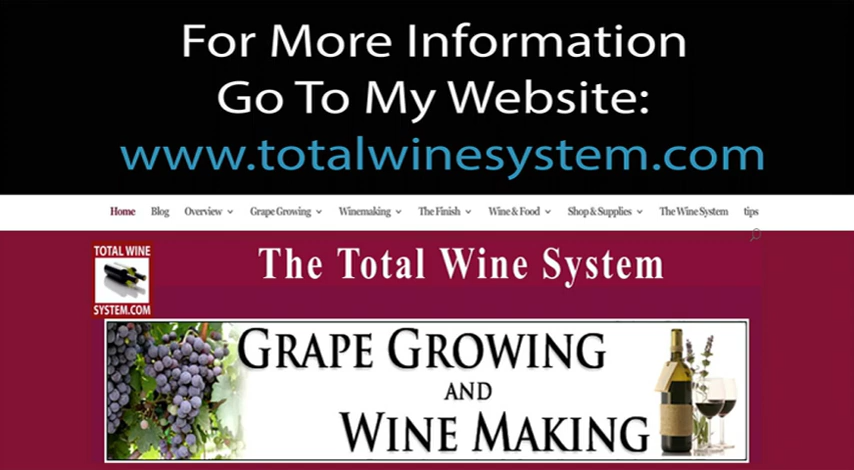 For More Information
Go To My Website:
www.totalwinesystem.com
Home Blog Overview Grape Growing Winemaking The Finish Wine & Food Shop & Supplies The Wine System tips
TOTAL WINE
SYSTEM.COM
The Total Wine System
GRAPE GROWING
AND
WINE MAKING